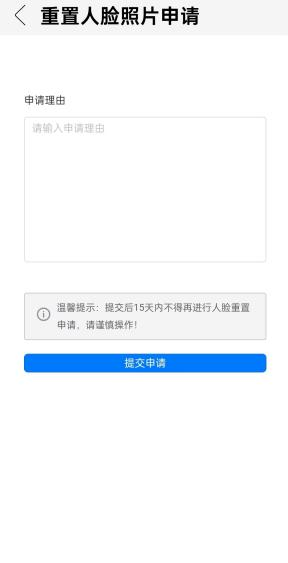 重置人脸照片申请
申请理由
请输入申请理由
温馨提示：提交后15天内不得再进行人脸重置
申请，请谨慎操作！
提交申请